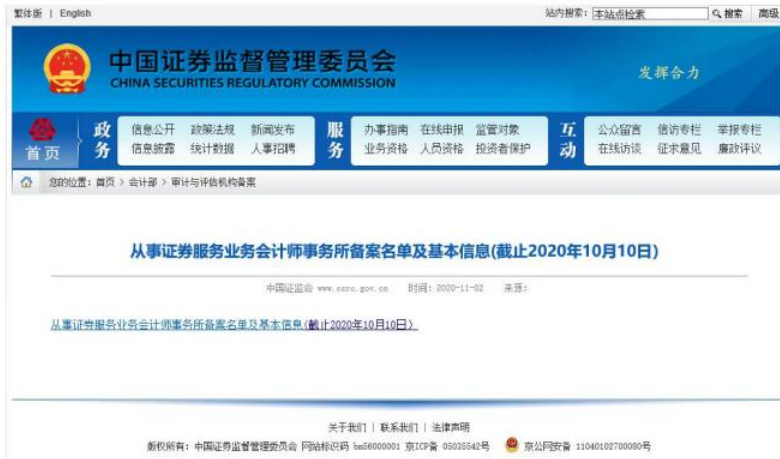 繁体版 | English 站内搜索: 本站点检索 搜索 高级
中国证券监督管理委员会
CHINA SECURITIES REGULATORY COMMISSION
发挥合力
首页 政务 信息公开 政策法规 新闻发布 服务 办事指南 在线申报 监管对象 互动 公众留言 信访专栏 举报专栏
信息披露 统计数据 人事招聘 业务资格 人员资格 投资者保护 在线访谈 征求意见 廉政评议
您的位置: 首页 > 会计部 > 审计与评估机构备案
从事证券服务业务会计师事务所备案名单及基本信息(截止2020年10月10日)
中国证监会 www.csrc.gov.cn 时间: 2020-11-02 来源:
从事证券服务业务会计师事务所备案名单及基本信息(截止2020年10月10日)
关于我们 | 联系我们 | 法律声明
版权所有: 中国证券监督管理委员会 网站标识码 bm56000001 京ICP备 05035542号 京公网安备 11040102700080号